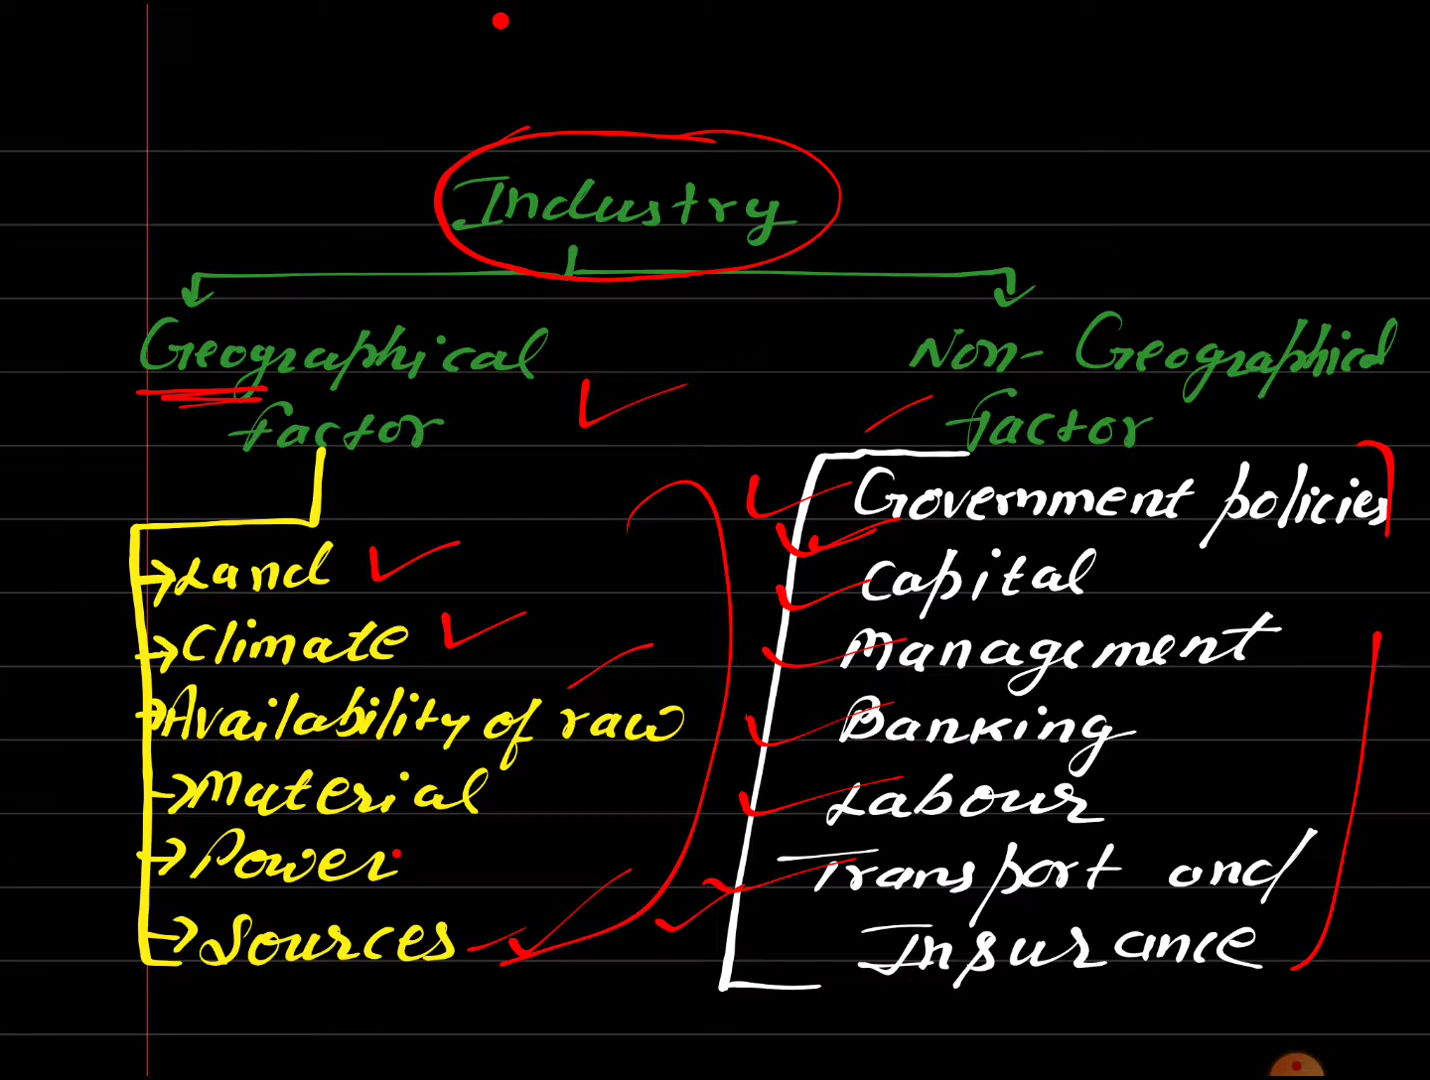 Industry
Geographical factor
→ Land
→ Climate
→ Availability of raw
→ Material
→ Power
→ Sources
Non-Geographical factor
Government policies
Capital
Management
Banking
Labour
Transport and
Insurance